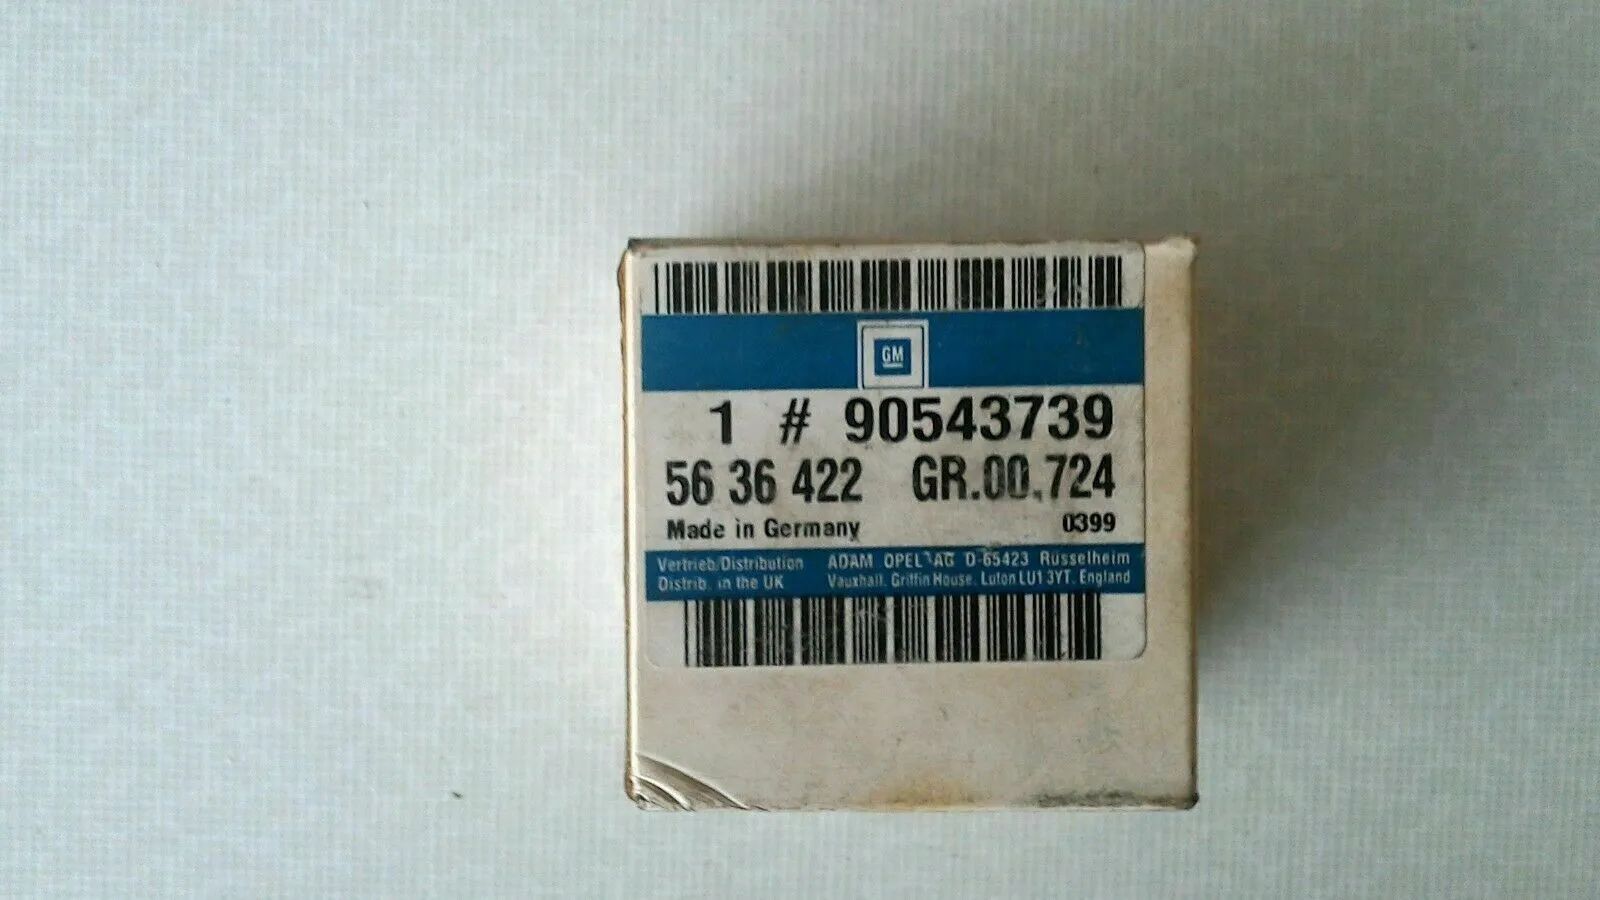 GM
1 # 90543739
56 36 422 GR.00.724
Made in Germany 0399
Vertrieb/Distribution ADAM OPEL AG D-65423 Rüsselheim
Distrib. in the UK Vauxhall. Griffin House. Luton LU1 3YT. England